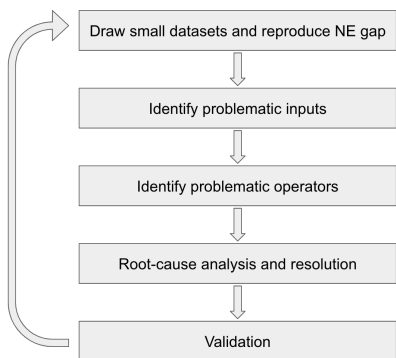 Draw small datasets and reproduce NE gap
Identify problematic inputs
Identify problematic operators
Root-cause analysis and resolution
Validation